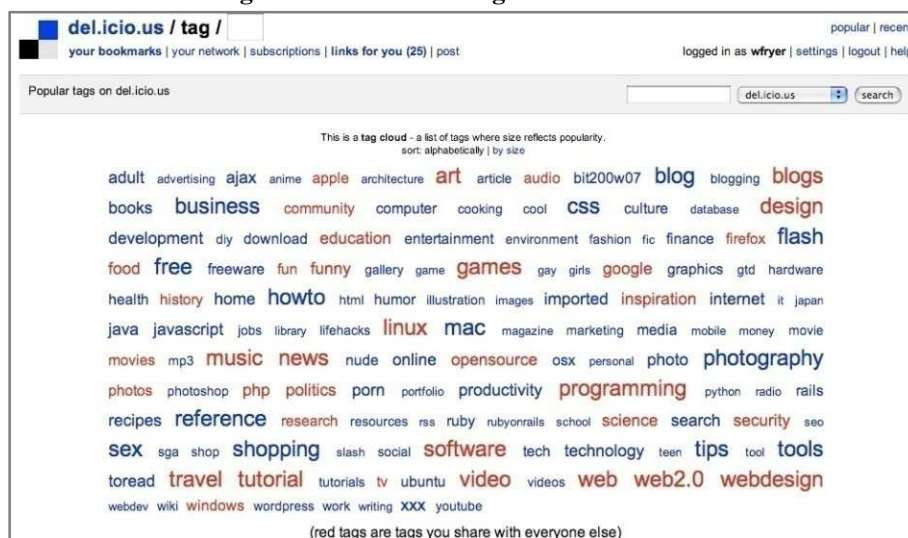 del.icio.us / tag /
popular | recen
your bookmarks | your network | subscriptions | links for you (25) | post
logged in as wfryer | settings | logout | help
Popular tags on del.icio.us
del.icio.us
search
This is a tag cloud - a list of tags where size reflects popularity.
sort: alphabetically | by size
adult advertising ajax anime apple architecture art article audio bit200w07 blog blogging blogs
books business community computer cooking cool css culture database design
development diy download education entertainment environment fashion fic finance firefox flash
food free freeware fun funny gallery game games gay girls google graphics gtd hardware
health history home howto html humor illustration images imported inspiration internet it japan
java javascript jobs library lifehacks linux mac magazine marketing media mobile money movie
movies mp3 music news nude online opensource osx personal photo photography
photos photoshop php politics porn portfolio productivity programming python radio rails
recipes reference research resources rss ruby rubyonrails school science search security seo
sex sga shop shopping slash social software tech technology teen tips tool tools
toread travel tutorial tutorials tv ubuntu video videos web web2.0 webdesign
webdev wiki windows wordpress work writing xxx youtube
(red tags are tags you share with everyone else)